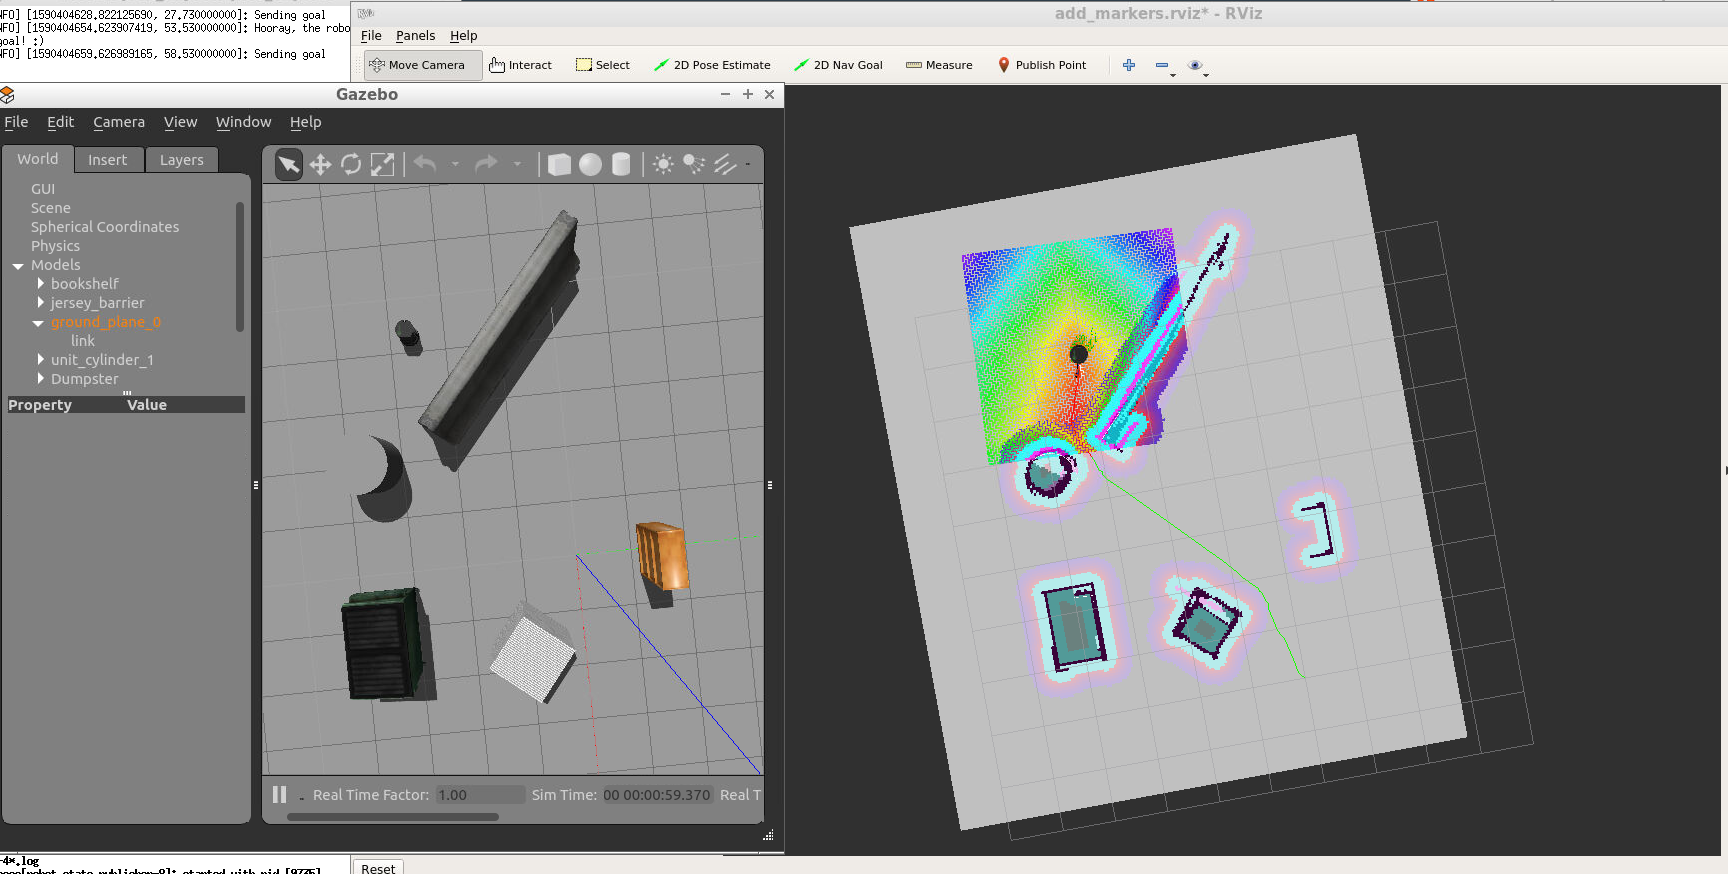 NFO] [1590404628.822125690, 27.730000000]: Sending goal
NFO] [1590404654.623907419, 53.530000000]: Hooray, the robo
goal! :)
NFO] [1590404659.626989165, 58.530000000]: Sending goal
add_markers.rviz* - RViz
File Panels Help
Move Camera Interact Select 2D Pose Estimate 2D Nav Goal Measure Publish Point
Gazebo
File Edit Camera View Window Help
World Insert Layers
GUI
Scene
Spherical Coordinates
Physics
Models
bookshelf
jersey_barrier
ground_plane_0
link
unit_cylinder_1
Dumpster
Property Value
Real Time Factor: 1.00 Sim Time: 00 00:00:59.370 Real T
-4*.log
Reset